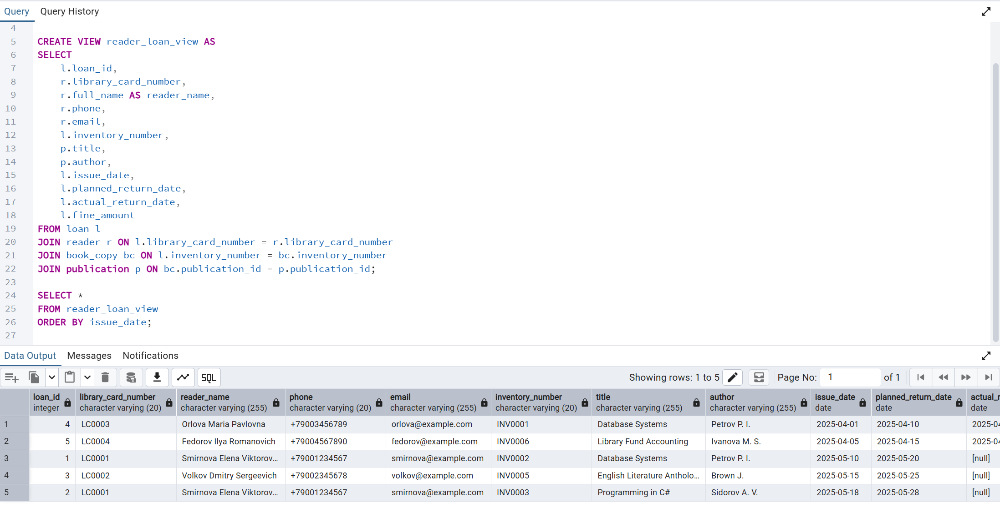 Query Query History
4
5 CREATE VIEW reader_loan_view AS
6 SELECT
7 l.loan_id,
8 r.library_card_number,
9 r.full_name AS reader_name,
10 r.phone,
11 r.email,
12 l.inventory_number,
13 p.title,
14 p.author,
15 l.issue_date,
16 l.planned_return_date,
17 l.actual_return_date,
18 l.fine_amount
19 FROM loan l
20 JOIN reader r ON l.library_card_number = r.library_card_number
21 JOIN book_copy bc ON l.inventory_number = bc.inventory_number
22 JOIN publication p ON bc.publication_id = p.publication_id;
23
24 SELECT *
25 FROM reader_loan_view
26 ORDER BY issue_date;
27
Data Output Messages Notifications
SQL Showing rows: 1 to 5 Page No: 1 of 1
loan_id library_card_number reader_name phone email inventory_number title author issue_date planned_return_date actual_r
integer character varying (20) character varying (255) character varying (20) character varying (255) character varying (20) character varying (255) character varying (255) date date date
1 4 LC0003 Orlova Maria Pavlovna +79003456789 orlova@example.com INV0001 Database Systems Petrov P. I. 2025-04-01 2025-04-10 2025-04
2 5 LC0004 Fedorov Ilya Romanovich +79004567890 fedorov@example.com INV0006 Library Fund Accounting Ivanova M. S. 2025-04-05 2025-04-15 2025-04
3 1 LC0001 Smirnova Elena Viktorov... +79001234567 smirnova@example.com INV0002 Database Systems Petrov P. I. 2025-05-10 2025-05-20 [null]
4 3 LC0002 Volkov Dmitry Sergeevich +79002345678 volkov@example.com INV0005 English Literature Antholo... Brown J. 2025-05-15 2025-05-25 [null]
5 2 LC0001 Smirnova Elena Viktorov... +79001234567 smirnova@example.com INV0003 Programming in C# Sidorov A. V. 2025-05-18 2025-05-28 [null]